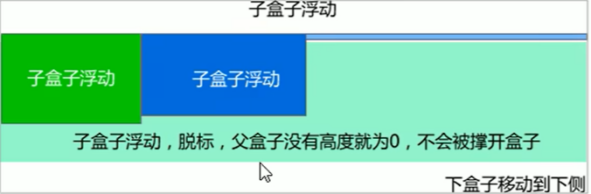 子盒子浮动
子盒子浮动 子盒子浮动
子盒子浮动，脱标，父盒子没有高度就为0，不会被撑开盒子
下盒子移动到下侧